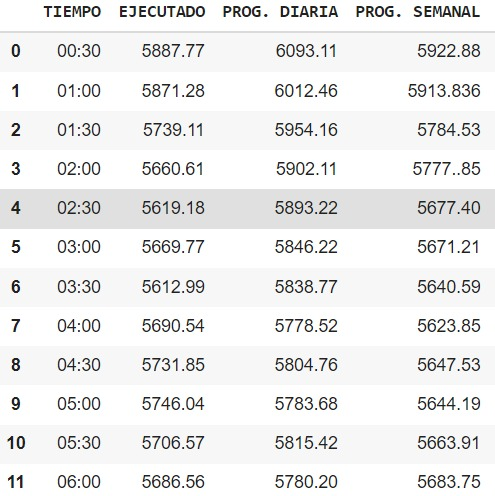 TIEMPO EJECUTADO PROG. DIARIA PROG. SEMANAL
0 00:30 5887.77 6093.11 5922.88
1 01:00 5871.28 6012.46 5913.836
2 01:30 5739.11 5954.16 5784.53
3 02:00 5660.61 5902.11 5777..85
4 02:30 5619.18 5893.22 5677.40
5 03:00 5669.77 5846.22 5671.21
6 03:30 5612.99 5838.77 5640.59
7 04:00 5690.54 5778.52 5623.85
8 04:30 5731.85 5804.76 5647.53
9 05:00 5746.04 5783.68 5644.19
10 05:30 5706.57 5815.42 5663.91
11 06:00 5686.56 5780.20 5683.75